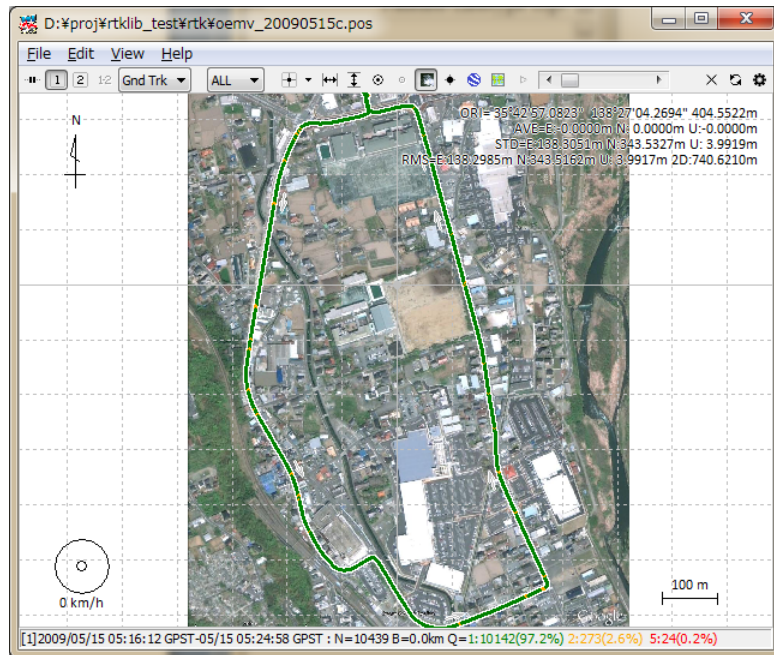 D:¥proj¥rtklib_test¥rtk¥oemv_20090515c.pos
File Edit View Help
1 2 1-2 Gnd Trk ALL
N
ORI=35°42'57.0823" 138°27'04.2694" 404.5522m
AVE=E:-0.0000m N: 0.0000m U:-0.0000m
STD=E:138.3051m N:343.5327m U: 3.9919m
RMS=E:138.2985m N:343.5162m U: 3.9917m 2D:740.6210m
0 km/h
100 m
Google
[1]2009/05/15 05:16:12 GPST-05/15 05:24:58 GPST : N=10439 B=0.0km Q=1:10142(97.2%) 2:273(2.6%) 5:24(0.2%)